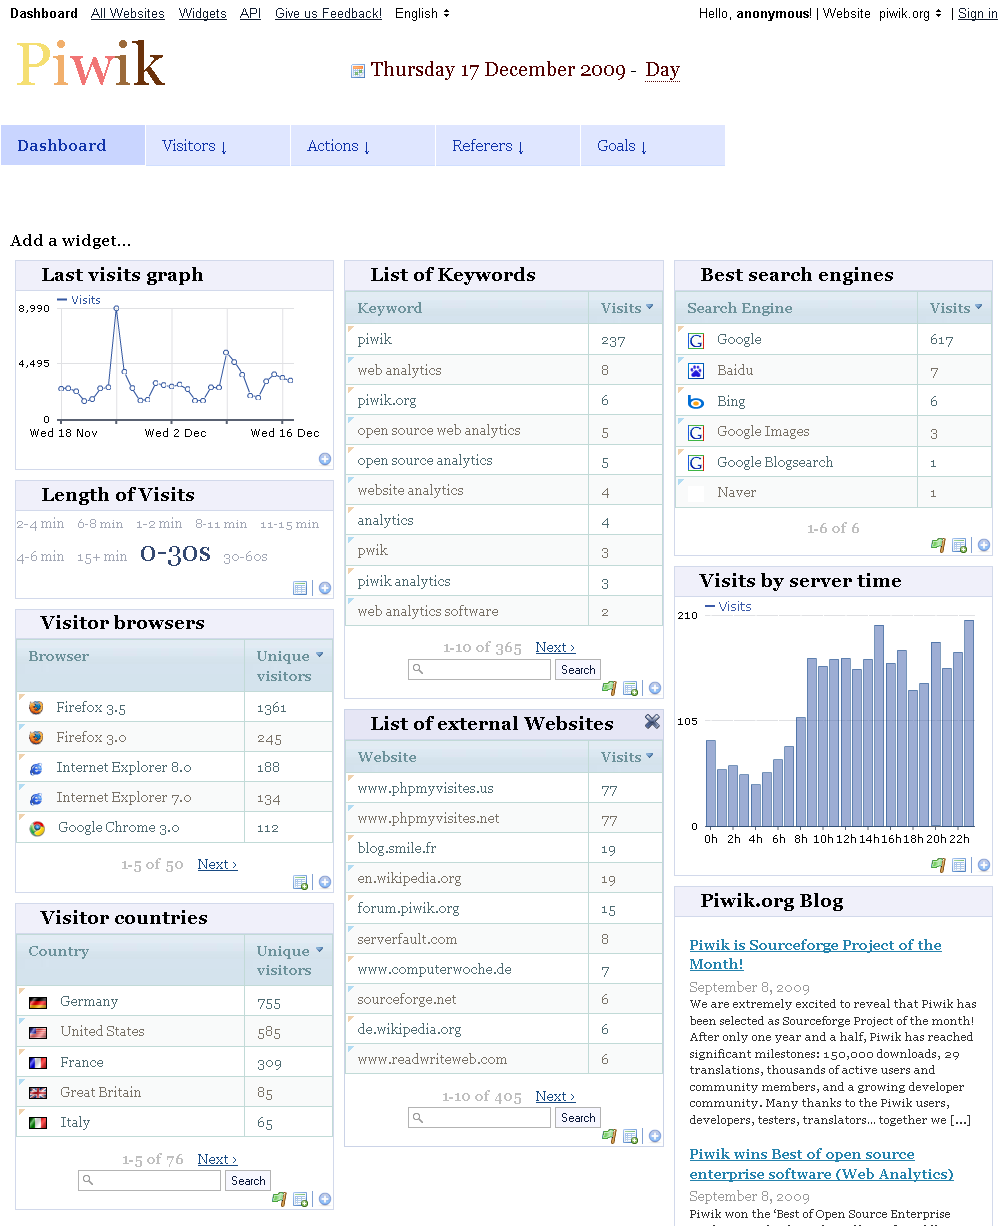 Dashboard All Websites Widgets API Give us Feedback! English
Hello, anonymous! | Website piwik.org | Sign in
Piwik
Thursday 17 December 2009 - Day
Dashboard Visitors ↓ Actions ↓ Referers ↓ Goals ↓
Add a widget...
Last visits graph
Visits
8,990
4,495
0
Wed 18 Nov Wed 2 Dec Wed 16 Dec
Length of Visits
2-4 min 6-8 min 1-2 min 8-11 min 11-15 min
4-6 min 15+ min 0-30s 30-60s
Visitor browsers
Browser Unique
visitors
Firefox 3.5 1361
Firefox 3.0 245
Internet Explorer 8.0 188
Internet Explorer 7.0 134
Google Chrome 3.0 112
1-5 of 50 Next ›
Visitor countries
Country Unique
visitors
Germany 755
United States 585
France 309
Great Britain 85
Italy 65
1-5 of 76 Next ›
Search
List of Keywords
Keyword Visits
piwik 237
web analytics 8
piwik.org 6
open source web analytics 5
open source analytics 5
website analytics 4
analytics 4
pwik 3
piwik analytics 3
web analytics software 2
1-10 of 365 Next ›
Search
List of external Websites
Website Visits
www.phpmyvisites.us 77
www.phpmyvisites.net 77
blog.smile.fr 19
en.wikipedia.org 19
forum.piwik.org 15
serverfault.com 8
www.computerwoche.de 7
sourceforge.net 6
de.wikipedia.org 6
www.readwriteweb.com 6
1-10 of 405 Next ›
Search
Best search engines
Search Engine Visits
Google 617
Baidu 7
Bing 6
Google Images 3
Google Blogsearch 1
Naver 1
1-6 of 6
Visits by server time
Visits
210
105
0
0h 2h 4h 6h 8h 10h 12h 14h 16h 18h 20h 22h
Piwik.org Blog
Piwik is Sourceforge Project of the
Month!
September 8, 2009
We are extremely excited to reveal that Piwik has
been selected as Sourceforge Project of the month!
After only one year and a half, Piwik has reached
significant milestones: 150,000 downloads, 29
translations, thousands of active users and
community members, and a growing developer
community. Many thanks to the Piwik users,
developers, testers, translators... together we [...]
Piwik wins Best of open source
enterprise software (Web Analytics)
September 8, 2009
Piwik won the ‘Best of Open Source Enterprise